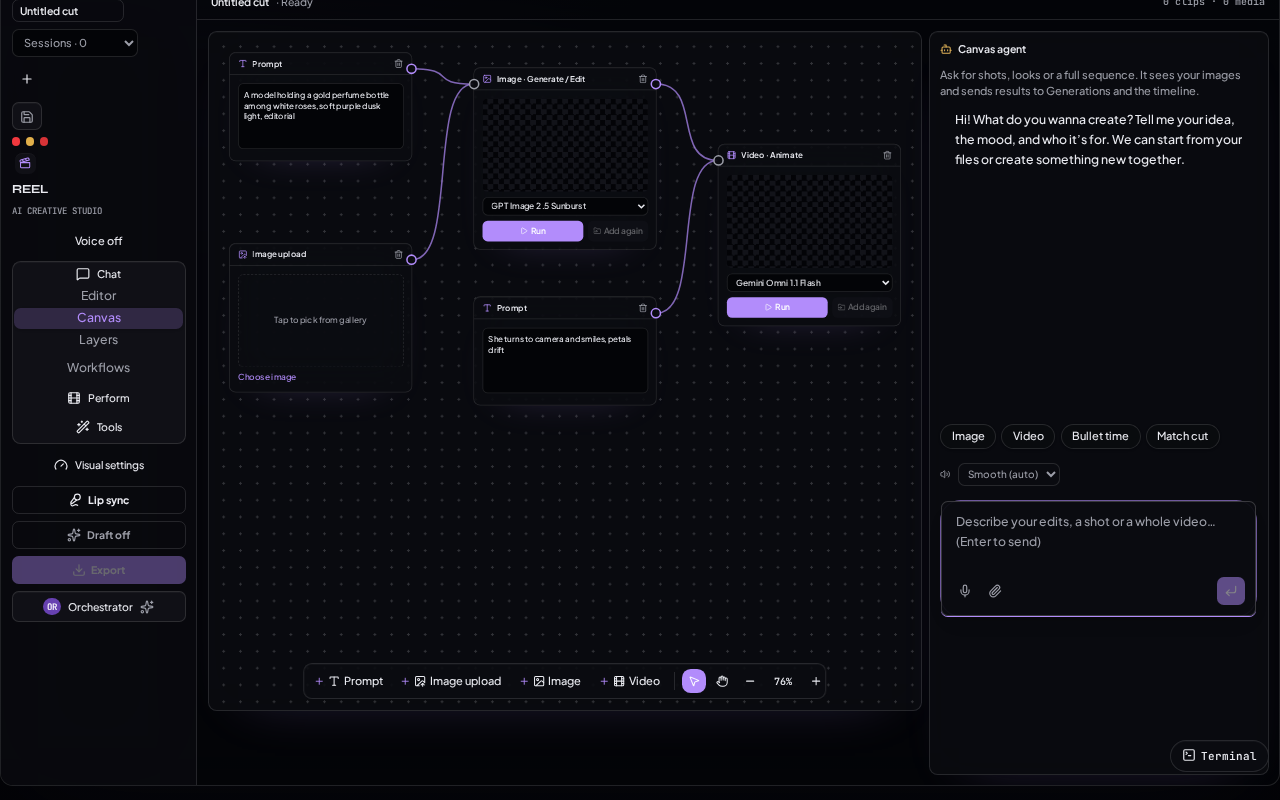 Untitled cut
Sessions · 0
REEL
AI CREATIVE STUDIO
Voice off
Chat
Editor
Canvas
Layers
Workflows
Perform
Tools
Visual settings
Lip sync
Draft off
Export
OR Orchestrator
Untitled cut · Ready
0 clips · 0 media
Prompt
A model holding a gold perfume bottle
among white roses, soft purple dusk
light, editorial
Image upload
Tap to pick from gallery
Choose image
Image · Generate / Edit
GPT Image 2.5 Sunburst
Run
Add again
Prompt
She turns to camera and smiles, petals
drift
Video · Animate
Gemini Omni 1.1 Flash
Run
Add again
+ Prompt
+ Image upload
+ Image
+ Video
76%
Canvas agent
Ask for shots, looks or a full sequence. It sees your images
and sends results to Generations and the timeline.
Hi! What do you wanna create? Tell me your idea,
the mood, and who it's for. We can start from your
files or create something new together.
Image
Video
Bullet time
Match cut
Smooth (auto)
Describe your edits, a shot or a whole video…
(Enter to send)
Terminal